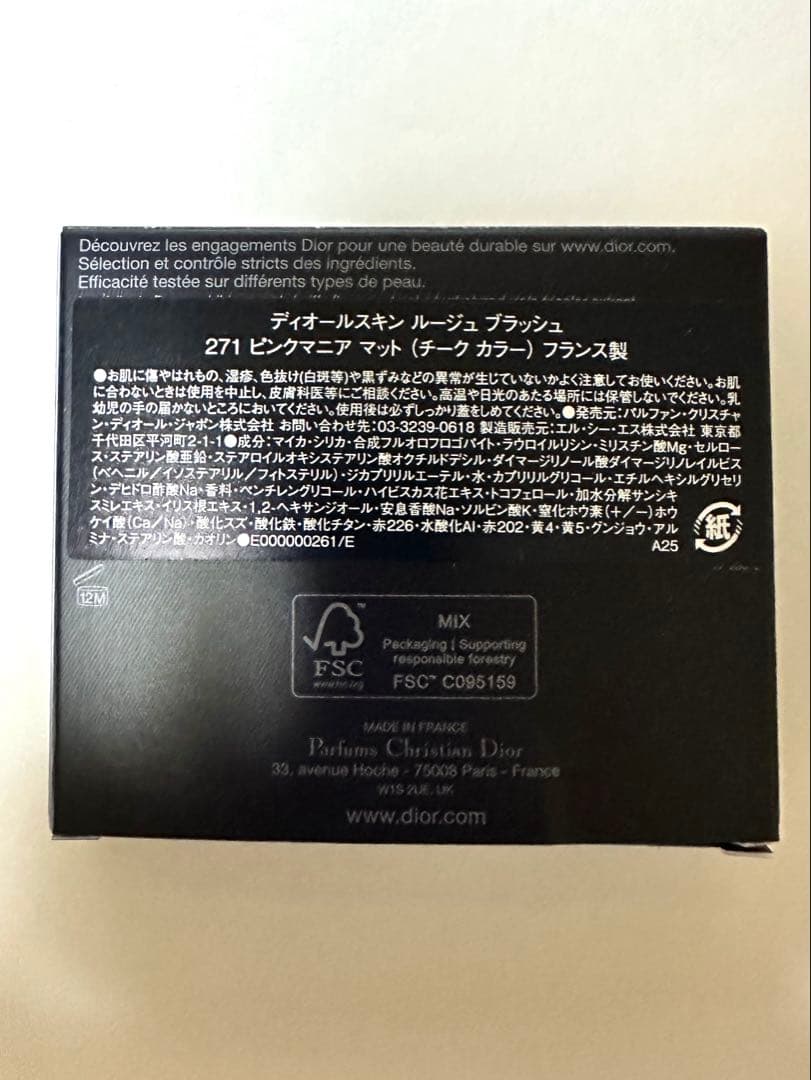 Découvrez les engagements Dior pour une beauté durable sur www.dior.com.
Sélection et contrôle stricts des ingrédients.
Efficacité testée sur différents types de peau.
ディオールスキン ルージュ ブラッシュ
271 ピンクマニア マット（チーク カラー）フランス製
●お肌に傷やはれもの、湿疹、色抜け(白斑等)や黒ずみなどの異常が生じていないかよく注意してお使いください。お肌
に合わないときは使用を中止し、皮膚科医等にご相談ください。高温や日光のあたる場所には保管しないでください。乳
幼児の手の届かないところにおいてください。使用後は必ずしっかり蓋をしめてください。●発売元：パルファン・クリスチャ
ン・ディオール・ジャポン株式会社 お問い合わせ先：03-3239-0618 製造販売元：エル・シー・エス株式会社 東京都
千代田区平河町2-1-1●成分：マイカ・シリカ・合成フルオロフロゴパイト・ラウロイルリシン・ミリスチン酸Mg・セルロー
ス・ステアリン酸亜鉛・ステアロイルオキシステアリン酸オクチルドデシル・ダイマージリノール酸ダイマージリノレイルビス
（ベヘニル／イソステアリル／フィトステリル）・ジカプリリルエーテル・水・カプリリルグリコール・エチルヘキシルグリセリ
ン・デヒドロ酢酸Na・香料・ペンチレングリコール・ハイビスカス花エキス・トコフェロール・加水分解サンシキ
スミレエキス・イリス根エキス・1,2-ヘキサンジオール・安息香酸Na・ソルビン酸K・窒化ホウ素（＋／－）ホウ
ケイ酸（Ca／Na）・酸化スズ・酸化鉄・酸化チタン・赤226・水酸化Al・赤202・黄4・黄5・グンジョウ・アル
ミナ・ステアリン酸・カオリン●E000000261/E
紙
A25
12M
FSC™
www.fsc.org
MIX
Packaging | Supporting
responsible forestry
FSC™ C095159
MADE IN FRANCE
Parfums Christian Dior
33, avenue Hoche - 75008 Paris - France
W1S 2UE, UK
www.dior.com